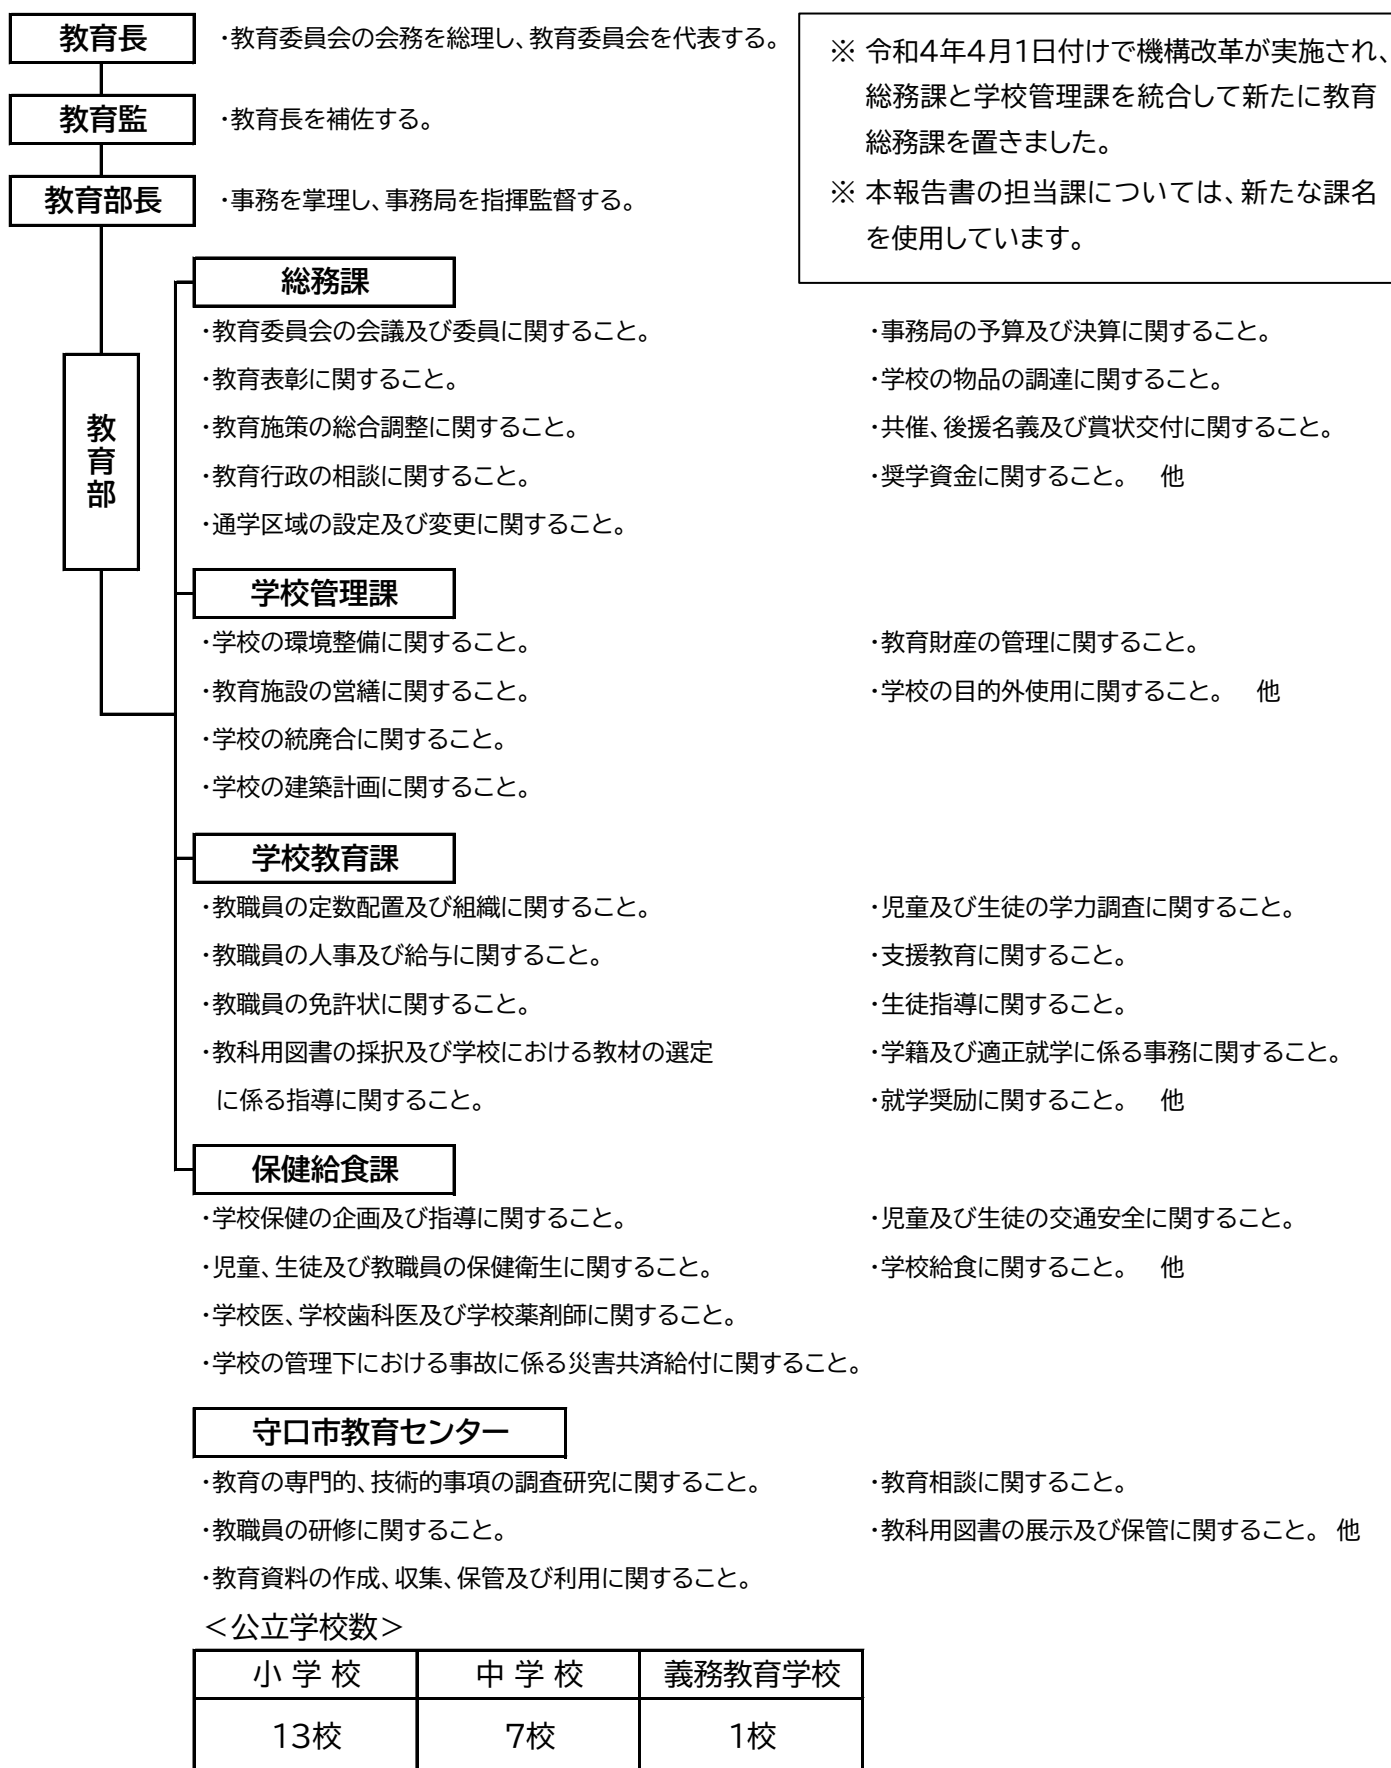 教育長
・教育委員会の会務を総理し、教育委員会を代表する。
教育監
・教育長を補佐する。
教育部長
・事務を掌理し、事務局を指揮監督する。
※ 令和4年4月1日付けで機構改革が実施され、
総務課と学校管理課を統合して新たに教育
総務課を置きました。
※ 本報告書の担当課については、新たな課名
を使用しています。
教育部
総務課
・教育委員会の会議及び委員に関すること。
・教育表彰に関すること。
・教育施策の総合調整に関すること。
・教育行政の相談に関すること。
・通学区域の設定及び変更に関すること。
・事務局の予算及び決算に関すること。
・学校の物品の調達に関すること。
・共催、後援名義及び賞状交付に関すること。
・奨学資金に関すること。　他
学校管理課
・学校の環境整備に関すること。
・教育施設の営繕に関すること。
・学校の統廃合に関すること。
・学校の建築計画に関すること。
・教育財産の管理に関すること。
・学校の目的外使用に関すること。　他
学校教育課
・教職員の定数配置及び組織に関すること。
・教職員の人事及び給与に関すること。
・教職員の免許状に関すること。
・教科用図書の採択及び学校における教材の選定
に係る指導に関すること。
・児童及び生徒の学力調査に関すること。
・支援教育に関すること。
・生徒指導に関すること。
・学籍及び適正就学に係る事務に関すること。
・就学奨励に関すること。　他
保健給食課
・学校保健の企画及び指導に関すること。
・児童、生徒及び教職員の保健衛生に関すること。
・学校医、学校歯科医及び学校薬剤師に関すること。
・学校の管理下における事故に係る災害共済給付に関すること。
・児童及び生徒の交通安全に関すること。
・学校給食に関すること。　他
守口市教育センター
・教育の専門的、技術的事項の調査研究に関すること。
・教職員の研修に関すること。
・教育資料の作成、収集、保管及び利用に関すること。
・教育相談に関すること。
・教科用図書の展示及び保管に関すること。 他
＜公立学校数＞
小 学 校　中 学 校　義務教育学校
13校　7校　1校